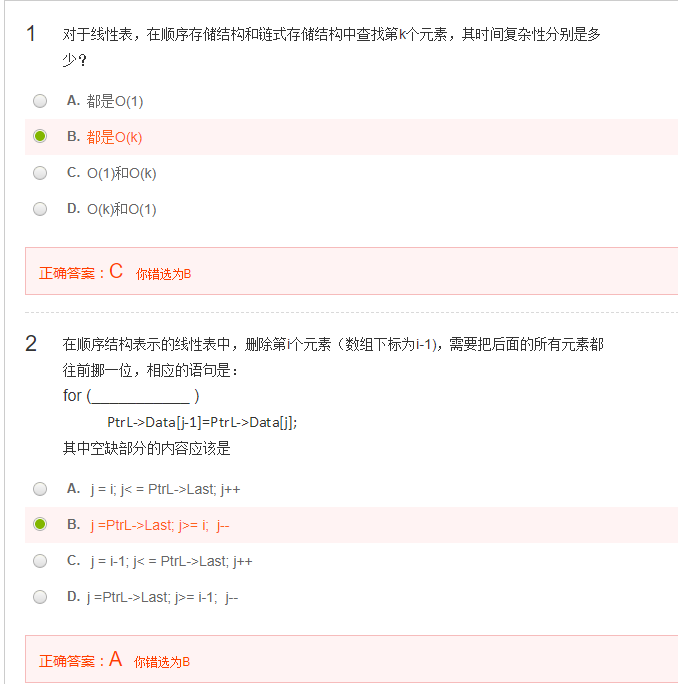 1 对于线性表，在顺序存储结构和链式存储结构中查找第k个元素，其时间复杂性分别是多
少？
A. 都是O(1)
B. 都是O(k)
C. O(1)和O(k)
D. O(k)和O(1)
正确答案：C 你错选为B
2 在顺序结构表示的线性表中，删除第i个元素（数组下标为i-1)，需要把后面的所有元素都
往前挪一位，相应的语句是：
for (____________ )
PtrL->Data[j-1]=PtrL->Data[j];
其中空缺部分的内容应该是
A. j = i; j< = PtrL->Last; j++
B. j =PtrL->Last; j>= i; j--
C. j = i-1; j< = PtrL->Last; j++
D. j =PtrL->Last; j>= i-1; j--
正确答案：A 你错选为B